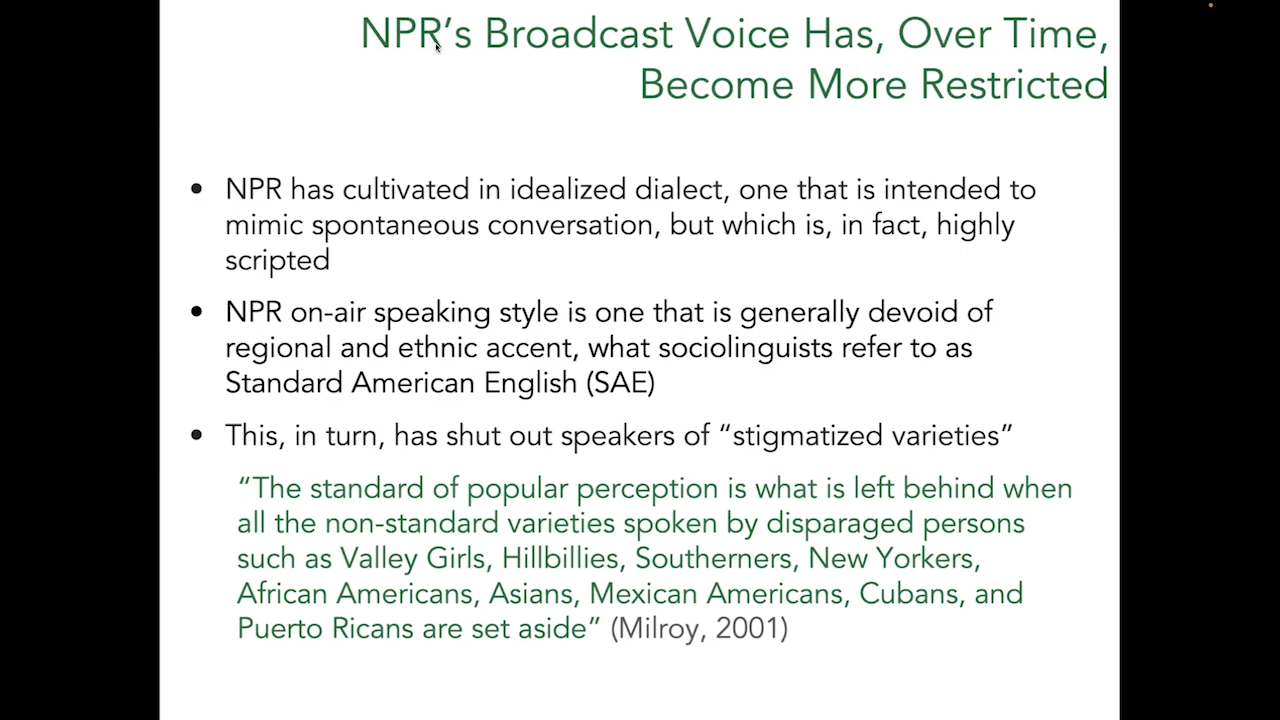 NPR’s Broadcast Voice Has, Over Time,
Become More Restricted
• NPR has cultivated in idealized dialect, one that is intended to
mimic spontaneous conversation, but which is, in fact, highly
scripted
• NPR on-air speaking style is one that is generally devoid of
regional and ethnic accent, what sociolinguists refer to as
Standard American English (SAE)
• This, in turn, has shut out speakers of “stigmatized varieties”
“The standard of popular perception is what is left behind when
all the non-standard varieties spoken by disparaged persons
such as Valley Girls, Hillbillies, Southerners, New Yorkers,
African Americans, Asians, Mexican Americans, Cubans, and
Puerto Ricans are set aside” (Milroy, 2001)